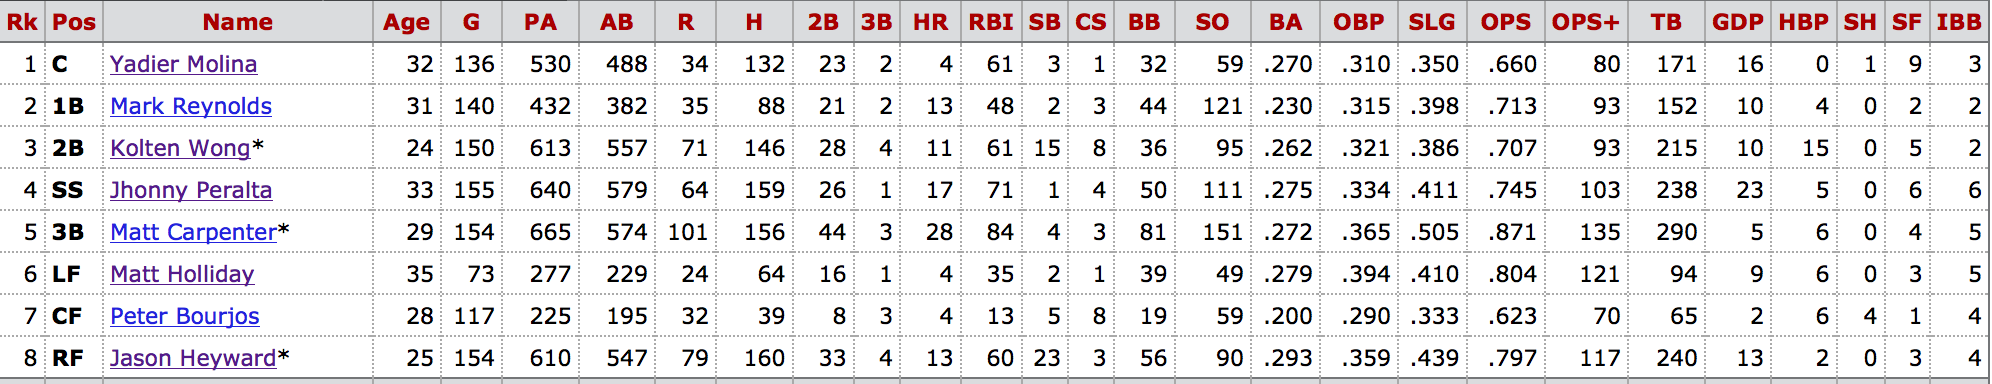 Rk Pos Name Age G PA AB R H 2B 3B HR RBI SB CS BB SO BA OBP SLG OPS OPS+ TB GDP HBP SH SF IBB
1 C Yadier Molina 32 136 530 488 34 132 23 2 4 61 3 1 32 59 .270 .310 .350 .660 80 171 16 0 1 9 3
2 1B Mark Reynolds 31 140 432 382 35 88 21 2 13 48 2 3 44 121 .230 .315 .398 .713 93 152 10 4 0 2 2
3 2B Kolten Wong* 24 150 613 557 71 146 28 4 11 61 15 8 36 95 .262 .321 .386 .707 93 215 10 15 0 5 2
4 SS Jhonny Peralta 33 155 640 579 64 159 26 1 17 71 1 4 50 111 .275 .334 .411 .745 103 238 23 5 0 6 6
5 3B Matt Carpenter* 29 154 665 574 101 156 44 3 28 84 4 3 81 151 .272 .365 .505 .871 135 290 5 6 0 4 5
6 LF Matt Holliday 35 73 277 229 24 64 16 1 4 35 2 1 39 49 .279 .394 .410 .804 121 94 9 6 0 3 5
7 CF Peter Bourjos 28 117 225 195 32 39 8 3 4 13 5 8 19 59 .200 .290 .333 .623 70 65 2 6 4 1 4
8 RF Jason Heyward* 25 154 610 547 79 160 33 4 13 60 23 3 56 90 .293 .359 .439 .797 117 240 13 2 0 3 4